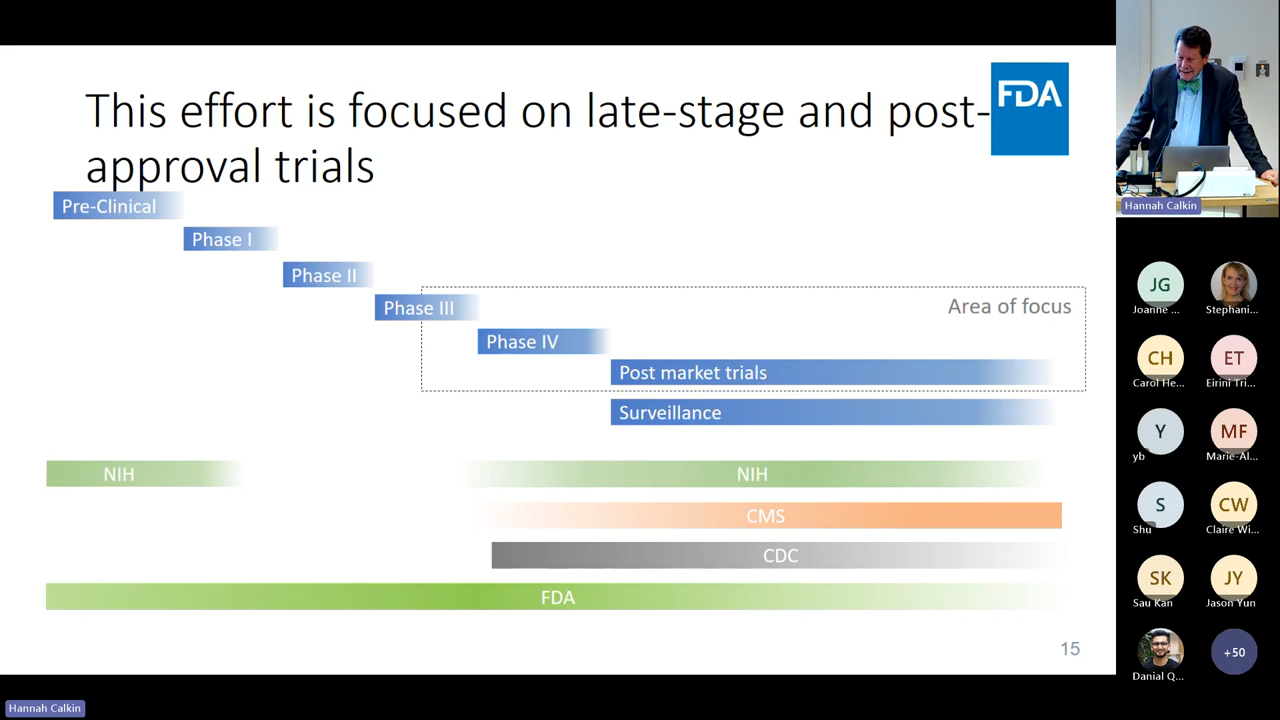 This effort is focused on late-stage and post-
approval trials
FDA
Pre-Clinical
Phase I
Phase II
Phase III
Area of focus
Phase IV
Post market trials
Surveillance
NIH
NIH
CMS
CDC
FDA
15
Hannah Calkin
JG
Joanne ...
Stephani...
CH
Carol He...
ET
Eirini Tri...
Y
yb
MF
Marie-Al...
S
Shu
CW
Claire Wi...
SK
Sau Kan
JY
Jason Yun
Danial Q...
+50
Hannah Calkin